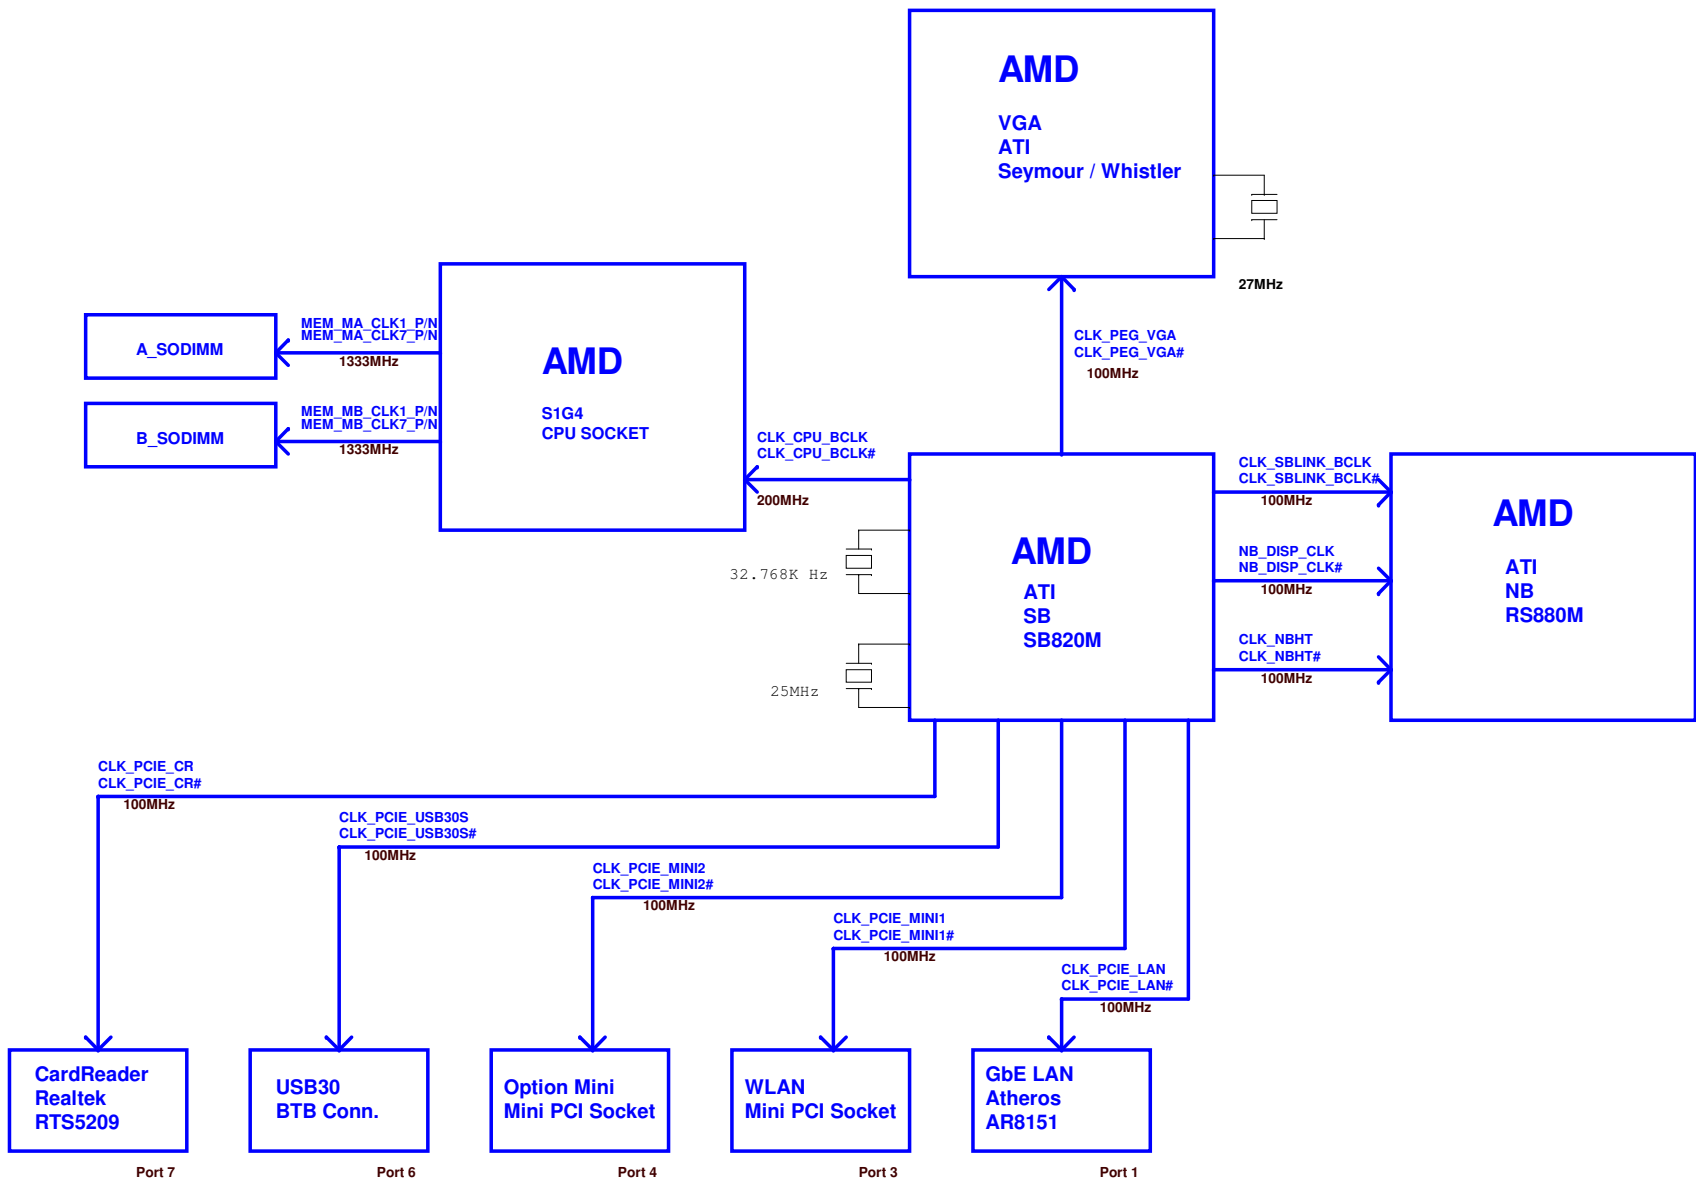 AMD
VGA
ATI
Seymour / Whistler
27MHz
CLK_PEG_VGA
CLK_PEG_VGA#
100MHz
A_SODIMM
MEM_MA_CLK1_P/N
MEM_MA_CLK7_P/N
1333MHz
B_SODIMM
MEM_MB_CLK1_P/N
MEM_MB_CLK7_P/N
1333MHz
AMD
S1G4
CPU SOCKET
CLK_CPU_BCLK
CLK_CPU_BCLK#
200MHz
32.768K Hz
25MHz
AMD
ATI
SB
SB820M
CLK_SBLINK_BCLK
CLK_SBLINK_BCLK#
100MHz
NB_DISP_CLK
NB_DISP_CLK#
100MHz
CLK_NBHT
CLK_NBHT#
100MHz
AMD
ATI
NB
RS880M
CLK_PCIE_CR
CLK_PCIE_CR#
100MHz
CLK_PCIE_USB30S
CLK_PCIE_USB30S#
100MHz
CLK_PCIE_MINI2
CLK_PCIE_MINI2#
100MHz
CLK_PCIE_MINI1
CLK_PCIE_MINI1#
100MHz
CLK_PCIE_LAN
CLK_PCIE_LAN#
100MHz
CardReader
Realtek
RTS5209
Port 7
USB30
BTB Conn.
Port 6
Option Mini
Mini PCI Socket
Port 4
WLAN
Mini PCI Socket
Port 3
GbE LAN
Atheros
AR8151
Port 1